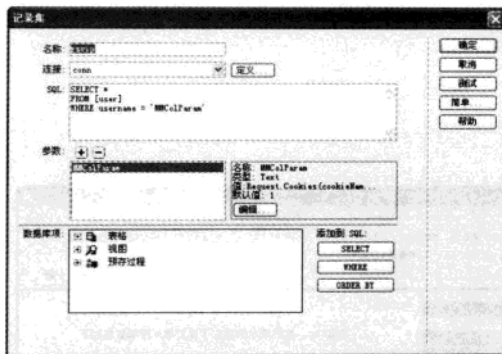 记录集
名称:
连接: conn 定义...
SQL: SELECT *
FROM [user]
WHERE username = 'MMColParam'
参数:
MMColParam
名称: MMColParam
类型: Text
值:Request.Cookies(cookieNam...
默认值: 1
编辑...
数据库项:
表格
视图
预存过程
添加到 SQL:
SELECT
WHERE
ORDER BY
确定
取消
测试
简单...
帮助